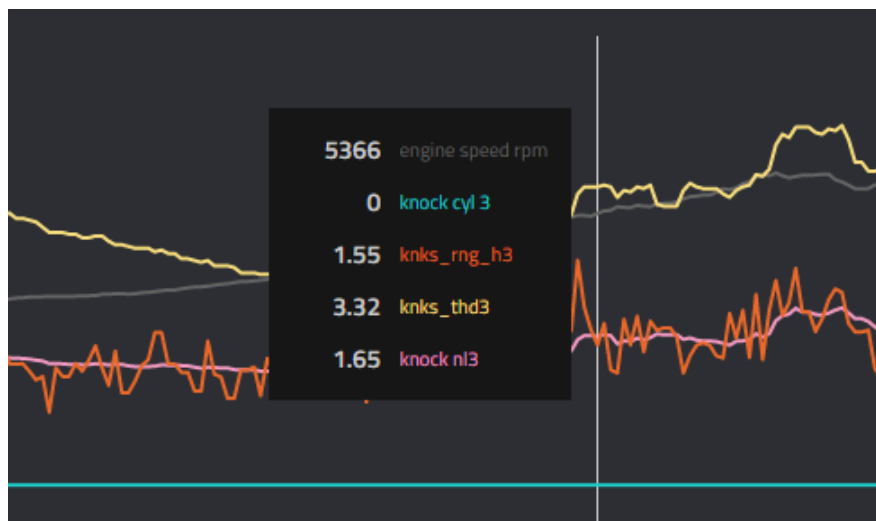 5366 engine speed rpm
0 knock cyl 3
1.55 knks_rng_h3
3.32 knks_thd3
1.65 knock nl3